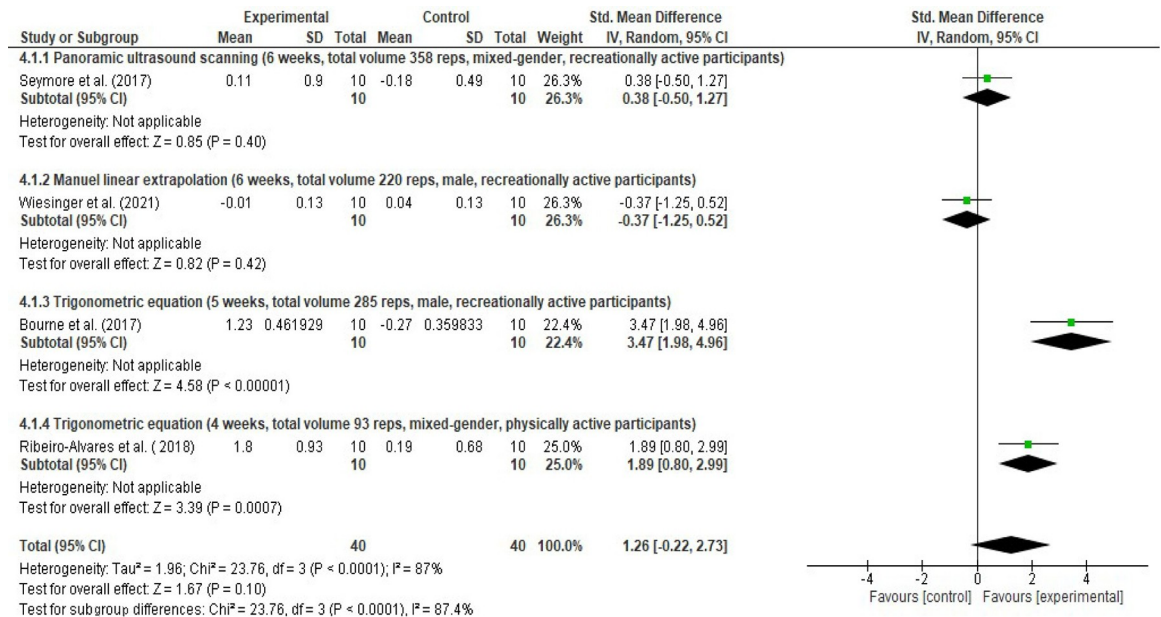 Experimental Control Std. Mean Difference Std. Mean Difference
Study or Subgroup Mean SD Total Mean SD Total Weight IV, Random, 95% CI IV, Random, 95% CI
4.1.1 Panoramic ultrasound scanning (6 weeks, total volume 358 reps, mixed-gender, recreationally active participants)
Seymore et al. (2017) 0.11 0.9 10 -0.18 0.49 10 26.3% 0.38 [-0.50, 1.27]
Subtotal (95% CI) 10 10 26.3% 0.38 [-0.50, 1.27]
Heterogeneity: Not applicable
Test for overall effect: Z = 0.85 (P = 0.40)
4.1.2 Manuel linear extrapolation (6 weeks, total volume 220 reps, male, recreationally active participants)
Wiesinger et al. (2021) -0.01 0.13 10 0.04 0.13 10 26.3% -0.37 [-1.25, 0.52]
Subtotal (95% CI) 10 10 26.3% -0.37 [-1.25, 0.52]
Heterogeneity: Not applicable
Test for overall effect: Z = 0.82 (P = 0.42)
4.1.3 Trigonometric equation (5 weeks, total volume 285 reps, male, recreationally active participants)
Bourne et al. (2017) 1.23 0.461929 10 -0.27 0.359833 10 22.4% 3.47 [1.98, 4.96]
Subtotal (95% CI) 10 10 22.4% 3.47 [1.98, 4.96]
Heterogeneity: Not applicable
Test for overall effect: Z = 4.58 (P < 0.00001)
4.1.4 Trigonometric equation (4 weeks, total volume 93 reps, mixed-gender, physically active participants)
Ribeiro-Alvares et al. ( 2018) 1.8 0.93 10 0.19 0.68 10 25.0% 1.89 [0.80, 2.99]
Subtotal (95% CI) 10 10 25.0% 1.89 [0.80, 2.99]
Heterogeneity: Not applicable
Test for overall effect: Z = 3.39 (P = 0.0007)
Total (95% CI) 40 40 100.0% 1.26 [-0.22, 2.73]
Heterogeneity: Tau² = 1.96; Chi² = 23.76, df = 3 (P < 0.0001); I² = 87%
Test for overall effect: Z = 1.67 (P = 0.10)
Test for subgroup differences: Chi² = 23.76, df = 3 (P < 0.0001), I² = 87.4%
-4 -2 0 2 4
Favours [control] Favours [experimental]